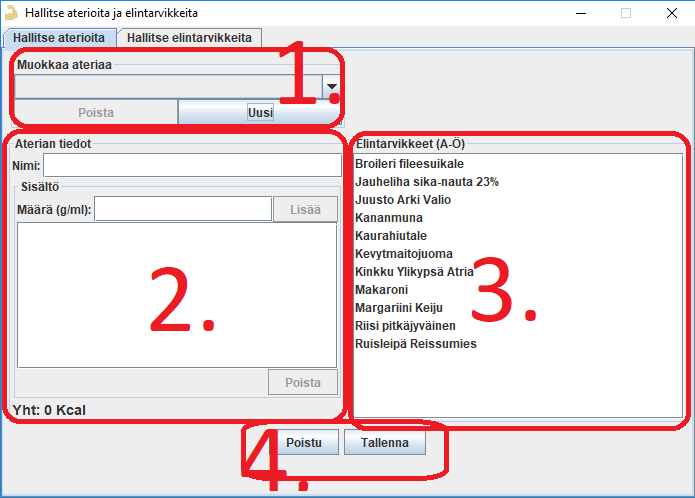 Hallitse aterioita ja elintarvikkeita
Hallitse aterioita
Hallitse elintarvikkeita
Muokkaa ateriaa
1.
Poista
Uusi
Aterian tiedot
Nimi:
Sisältö
Määrä (g/ml):
Lisää
2.
Poista
Yht: 0 Kcal
Elintarvikkeet (A-Ö)
Broileri fileesuikale
Jauheliha sika-nauta 23%
Juusto Arki Valio
Kananmuna
Kaurahiutale
Kevytmaitojuoma
Kinkku Ylikypsä Atria
Makaroni
Margariini Keiju
Riisi pitkäjyväinen
Ruisleipä Reissumies
3.
4.
Poistu
Tallenna